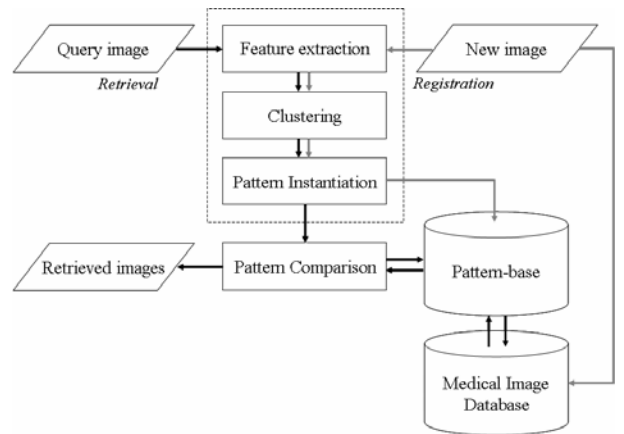 Query image
Feature extraction
New image
Retrieval
Registration
Clustering
Pattern Instantiation
Retrieved images
Pattern Comparison
Pattern-base
Medical Image
Database